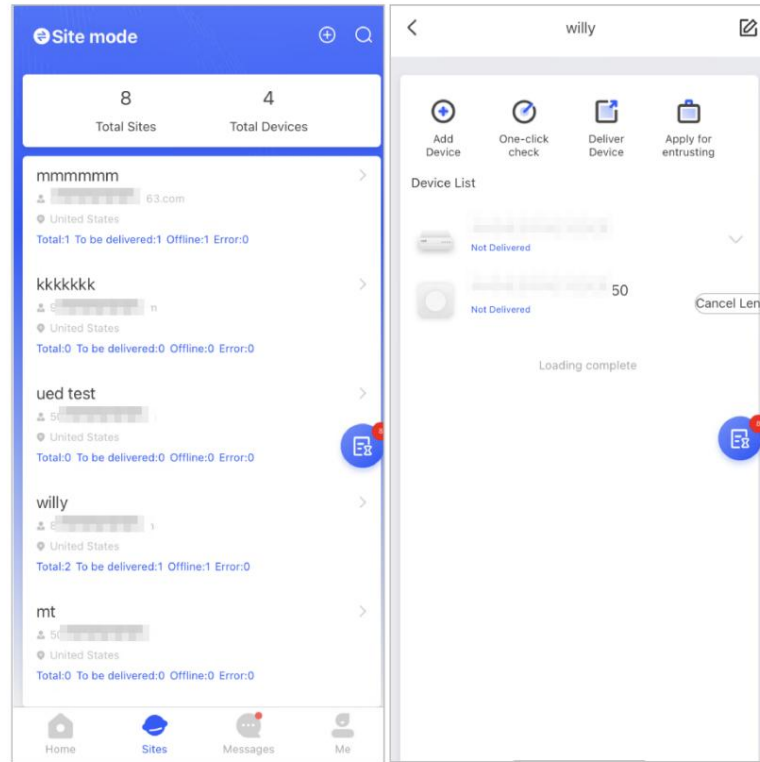 Site mode
8
4
Total Sites
Total Devices
mmmmmm
63.com
United States
Total:1 To be delivered:1 Offline:1 Error:0
kkkkkkk
United States
Total:0 To be delivered:0 Offline:0 Error:0
ued test
50
United States
Total:0 To be delivered:0 Offline:0 Error:0
willy
8
United States
Total:2 To be delivered:1 Offline:1 Error:0
mt
50
United States
Total:0 To be delivered:0 Offline:0 Error:0
Home
Sites
Messages
Me
willy
Add Device
One-click check
Deliver Device
Apply for entrusting
Device List
Not Delivered
50
Not Delivered
Cancel Len
Loading complete